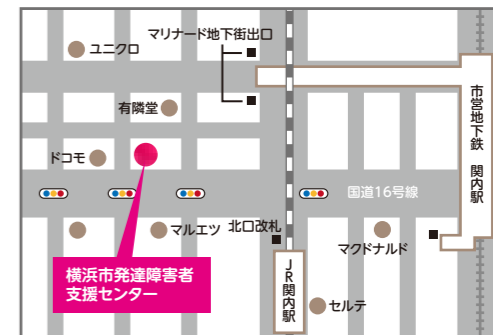 マリナード地下街出口
ユニクロ
有隣堂
ドコモ
市営地下鉄 関内駅
国道16号線
マルエツ
北口改札
マクドナルド
横浜市発達障害者
支援センター
JR関内駅
セルテ